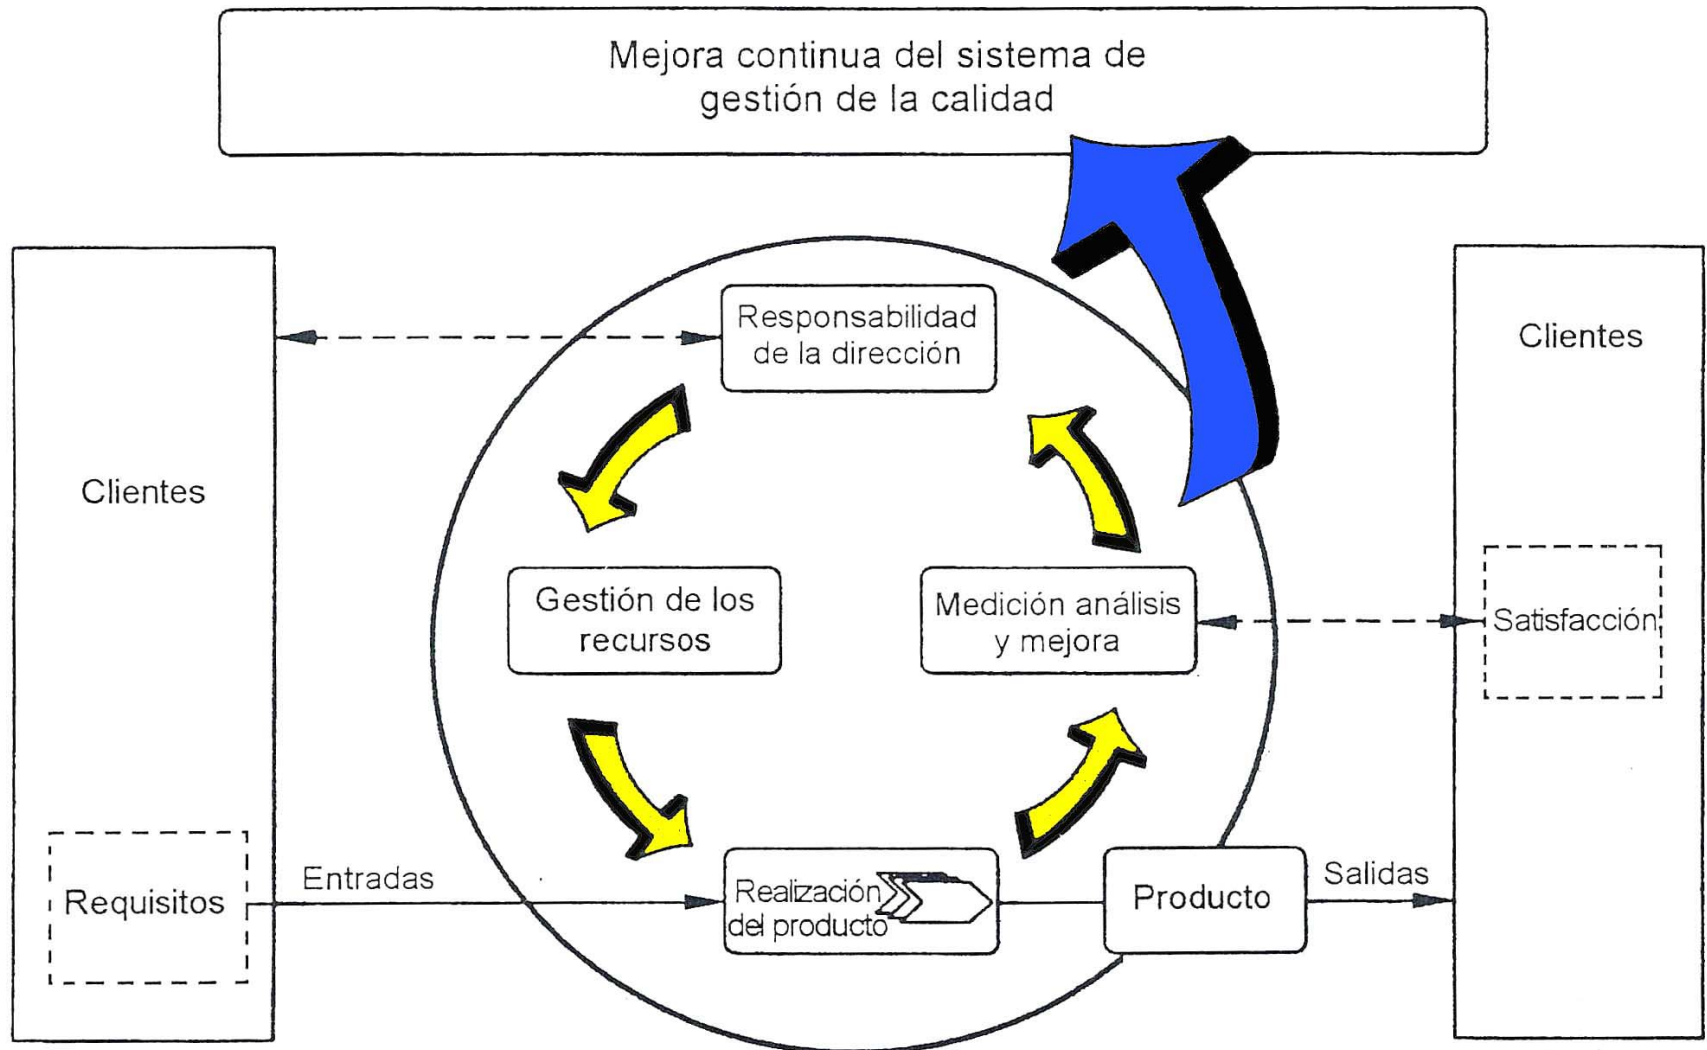 Mejora continua del sistema de
gestión de la calidad
Responsabilidad
de la dirección
Clientes
Clientes
Gestión de los
recursos
Medición análisis
y mejora
Satisfacción
Requisitos
Entradas
Realización
del producto
Producto
Salidas